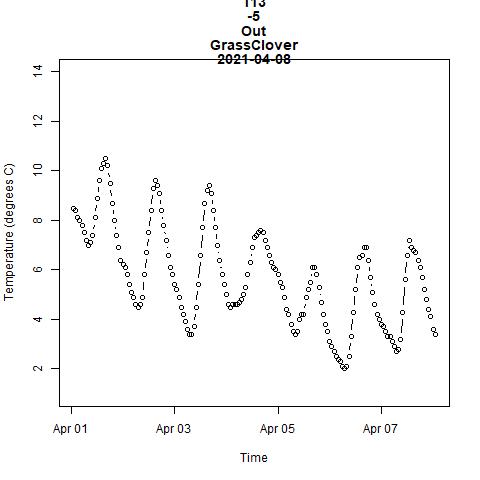 113
-5
Out
GrassClover
2021-04-08
Temperature (degrees C)
14
12
10
8
6
4
2
Apr 01
Apr 03
Apr 05
Apr 07
Time